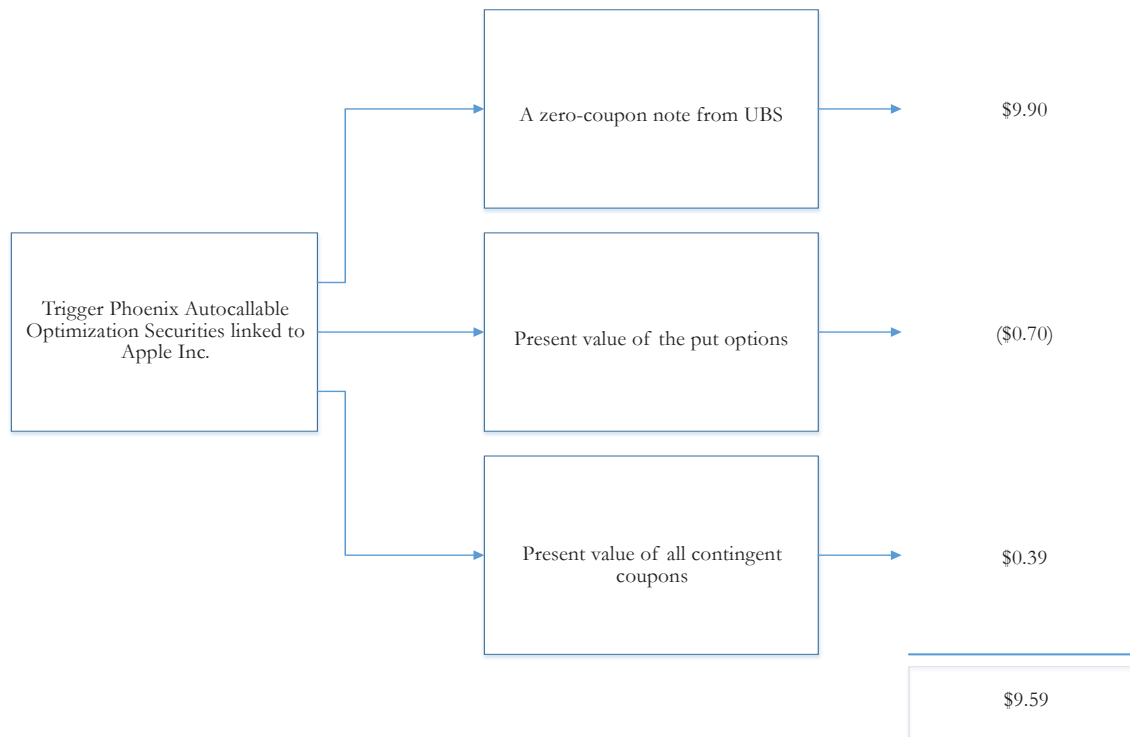 A zero-coupon note from UBS
$9.90
Trigger Phoenix Autocallable
Optimization Securities linked to
Apple Inc.
Present value of the put options
($0.70)
Present value of all contingent
coupons
$0.39
$9.59